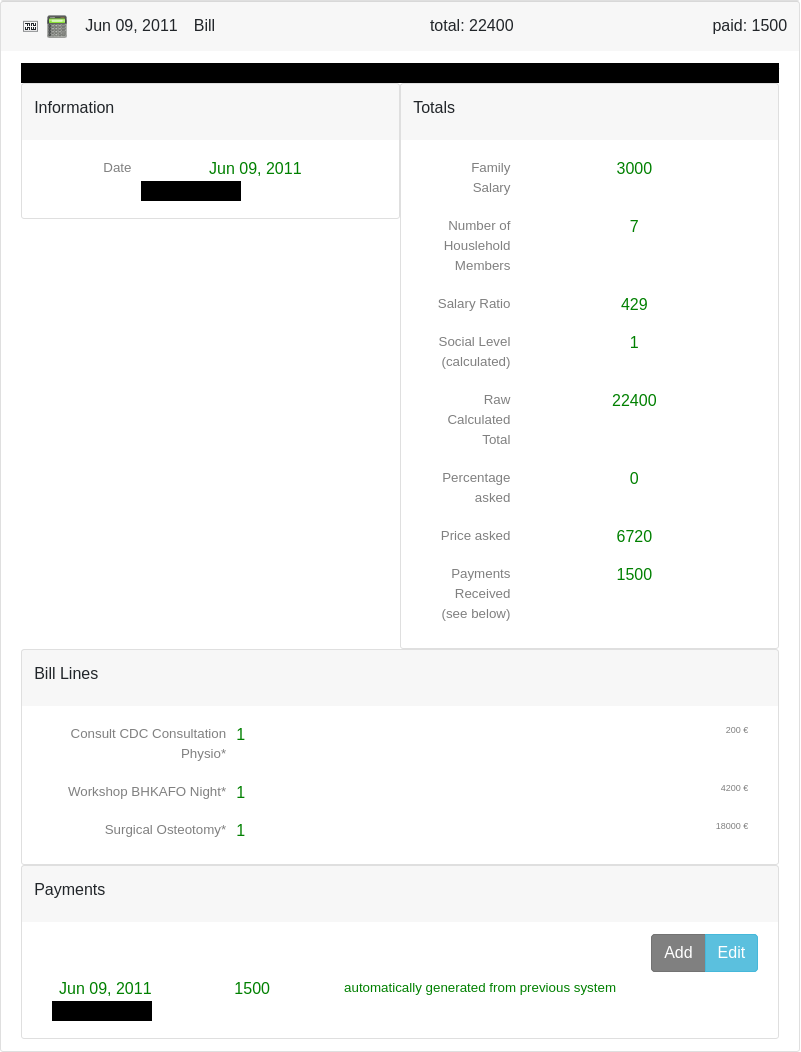 Jun 09, 2011 Bill total: 22400 paid: 1500
Information
Date Jun 09, 2011
Totals
Family 3000
Salary
Number of 7
Houslehold
Members
Salary Ratio 429
Social Level 1
(calculated)
Raw 22400
Calculated
Total
Percentage 0
asked
Price asked 6720
Payments 1500
Received
(see below)
Bill Lines
Consult CDC Consultation 1 200 €
Physio*
Workshop BHKAFO Night* 1 4200 €
Surgical Osteotomy* 1 18000 €
Payments
Add Edit
Jun 09, 2011 1500 automatically generated from previous system